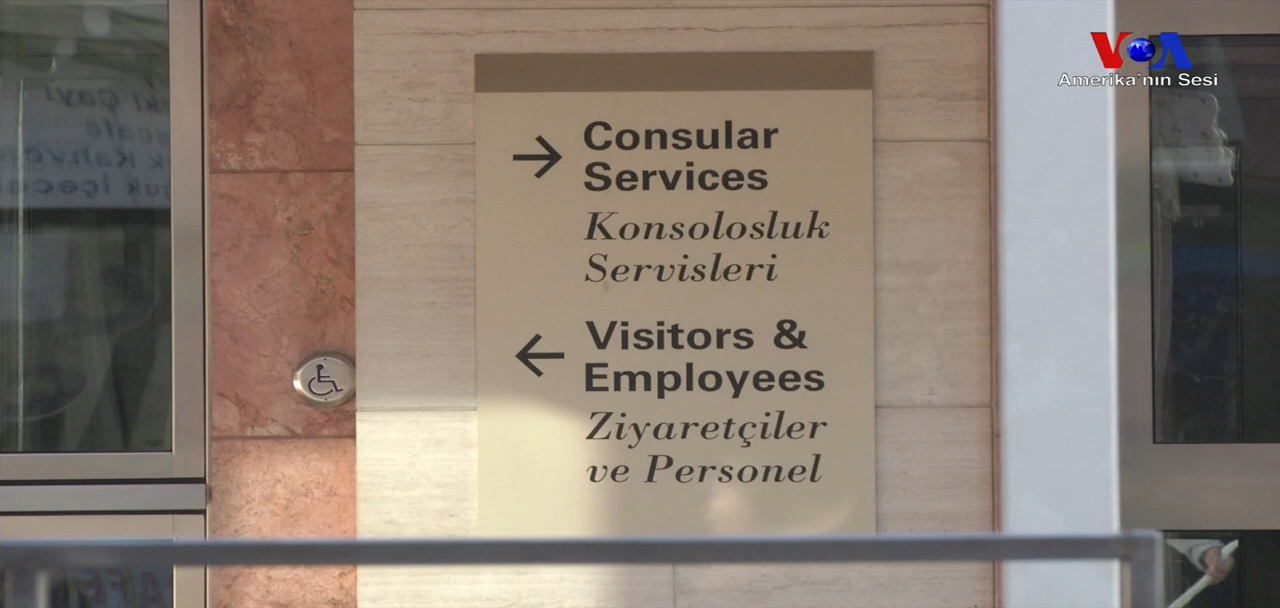 VOA
Amerika'nın Sesi
Consular
Services
Konsolosluk
Servisleri
Visitors &
Employees
Ziyaretçiler
ve Personel